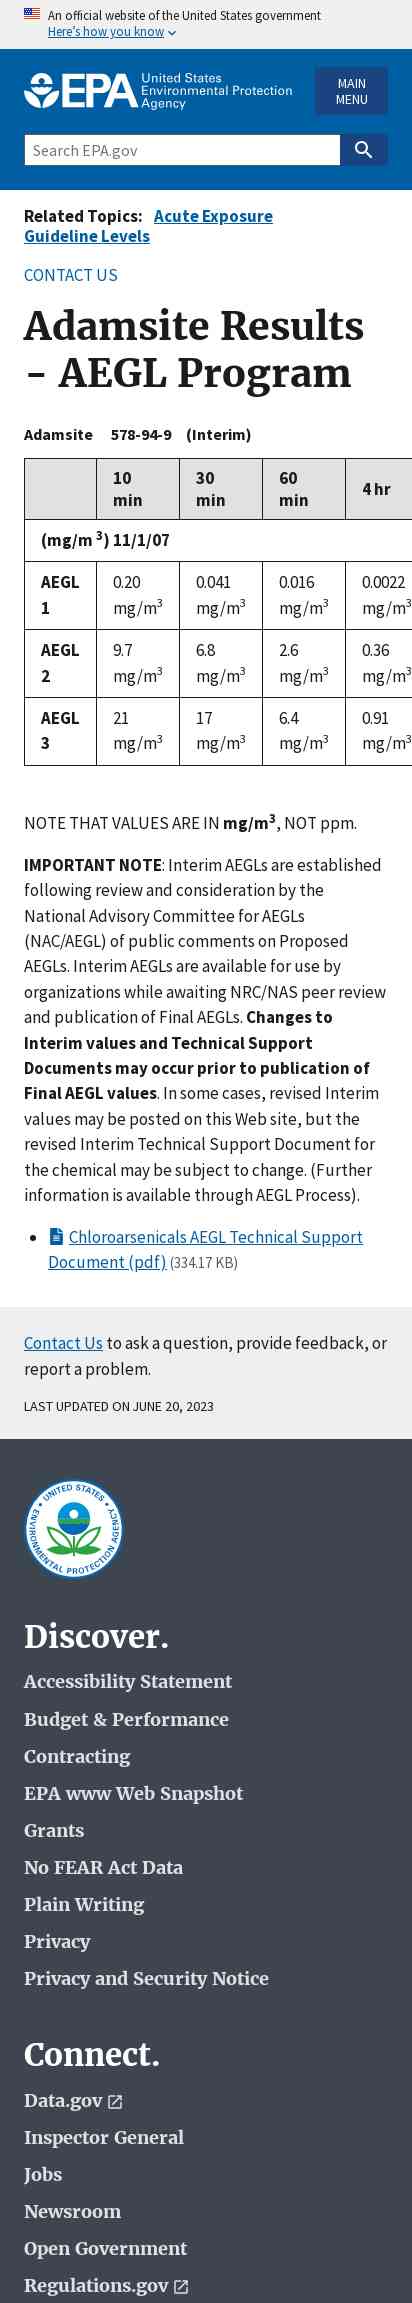 An official website of the United States government
Here's how you know
EPA United States
Environmental Protection
Agency
MAIN
MENU
Search EPA.gov
Related Topics: Acute Exposure
Guideline Levels
CONTACT US
Adamsite Results
- AEGL Program
Adamsite 578-94-9 (Interim)
10 min 30 min 60 min 4 hr
(mg/m ³) 11/1/07
AEGL 1 0.20 mg/m³ 0.041 mg/m³ 0.016 mg/m³ 0.0022 mg/m³
AEGL 2 9.7 mg/m³ 6.8 mg/m³ 2.6 mg/m³ 0.36 mg/m³
AEGL 3 21 mg/m³ 17 mg/m³ 6.4 mg/m³ 0.91 mg/m³
NOTE THAT VALUES ARE IN mg/m³, NOT ppm.
IMPORTANT NOTE: Interim AEGLs are established
following review and consideration by the
National Advisory Committee for AEGLs
(NAC/AEGL) of public comments on Proposed
AEGLs. Interim AEGLs are available for use by
organizations while awaiting NRC/NAS peer review
and publication of Final AEGLs. Changes to
Interim values and Technical Support
Documents may occur prior to publication of
Final AEGL values. In some cases, revised Interim
values may be posted on this Web site, but the
revised Interim Technical Support Document for
the chemical may be subject to change. (Further
information is available through AEGL Process).
Chloroarsenicals AEGL Technical Support
Document (pdf) (334.17 KB)
Contact Us to ask a question, provide feedback, or
report a problem.
LAST UPDATED ON JUNE 20, 2023
UNITED STATES
ENVIRONMENTAL PROTECTION AGENCY
Discover.
Accessibility Statement
Budget & Performance
Contracting
EPA www Web Snapshot
Grants
No FEAR Act Data
Plain Writing
Privacy
Privacy and Security Notice
Connect.
Data.gov
Inspector General
Jobs
Newsroom
Open Government
Regulations.gov